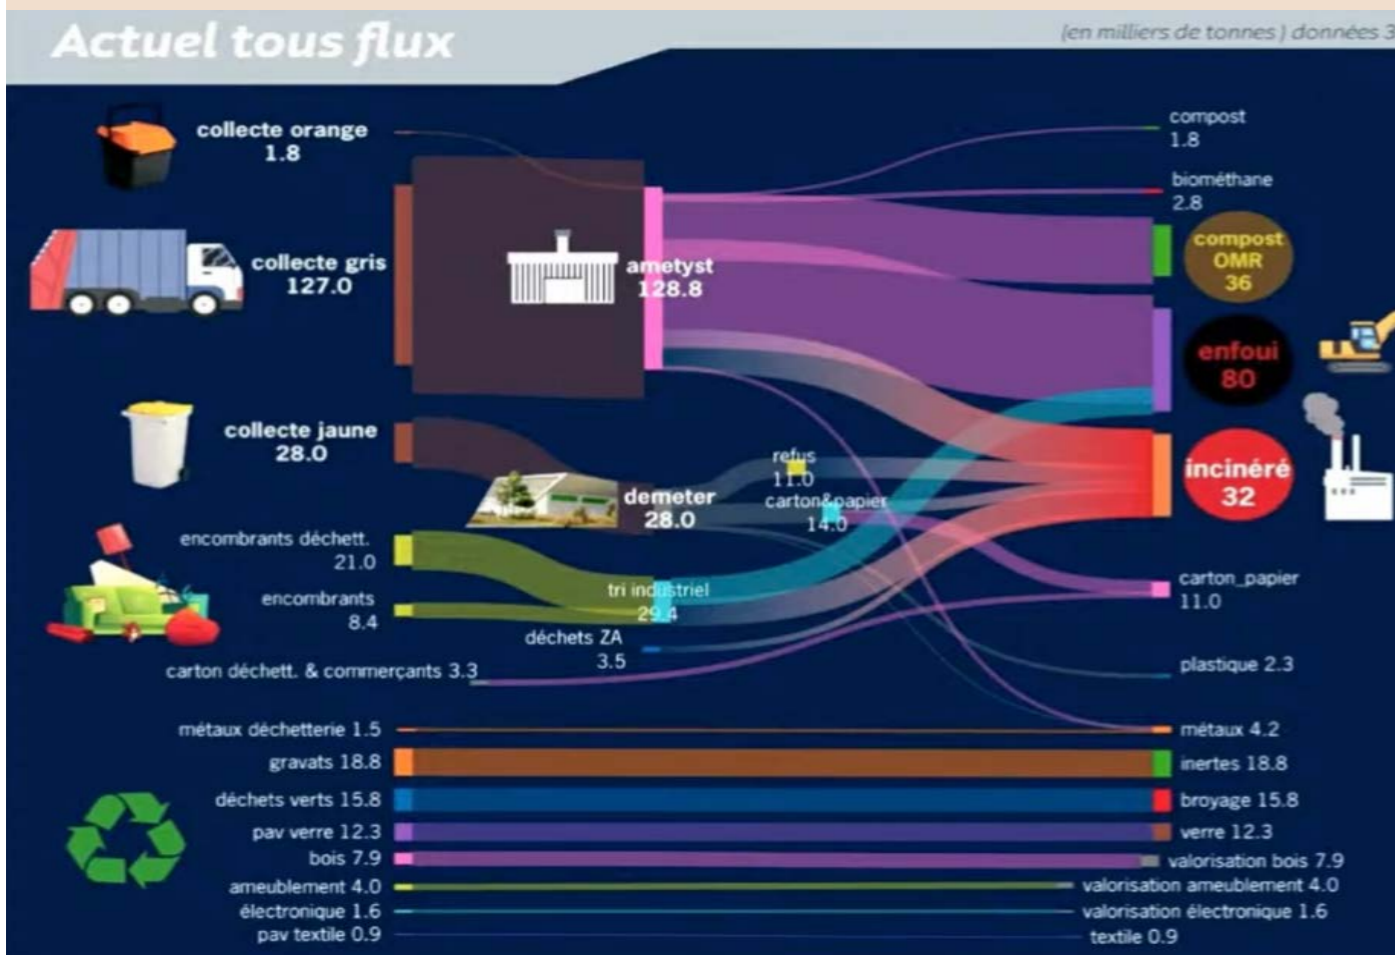 Actuel tous flux
(en milliers de tonnes ) données 3
collecte orange
1.8
collecte gris
127.0
collecte jaune
28.0
encombrants déchett.
21.0
encombrants
8.4
carton déchett. & commerçants 3.3
métaux déchetterie 1.5
gravats 18.8
déchets verts 15.8
pav verre 12.3
bois 7.9
ameublement 4.0
électronique 1.6
pav textile 0.9
ametyst
128.8
demeter
28.0
tri industriel
29.4
déchets ZA
3.5
refus
11.0
carton&papier
14.0
compost
1.8
biométhane
2.8
compost
OMR
36
enfoui
80
incinéré
32
carton_papier
11.0
plastique 2.3
métaux 4.2
inertes 18.8
broyage 15.8
verre 12.3
valorisation bois 7.9
valorisation ameublement 4.0
valorisation électronique 1.6
textile 0.9